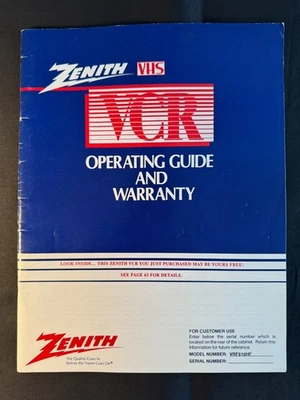 ZENITH VHS
VCR
OPERATING GUIDE
AND
WARRANTY
LOOK INSIDE... THIS ZENITH VCR YOU JUST PURCHASED MAY BE YOURS FREE!
SEE PAGE 43 FOR DETAILS.
ZENITH
The Quality Goes In
Before the Name Goes On®
FOR CUSTOMER USE
Enter below the serial number which is
located on the rear of the cabinet. Retain this
information for future reference.
MODEL NUMBER: VRF510HF
SERIAL NUMBER: